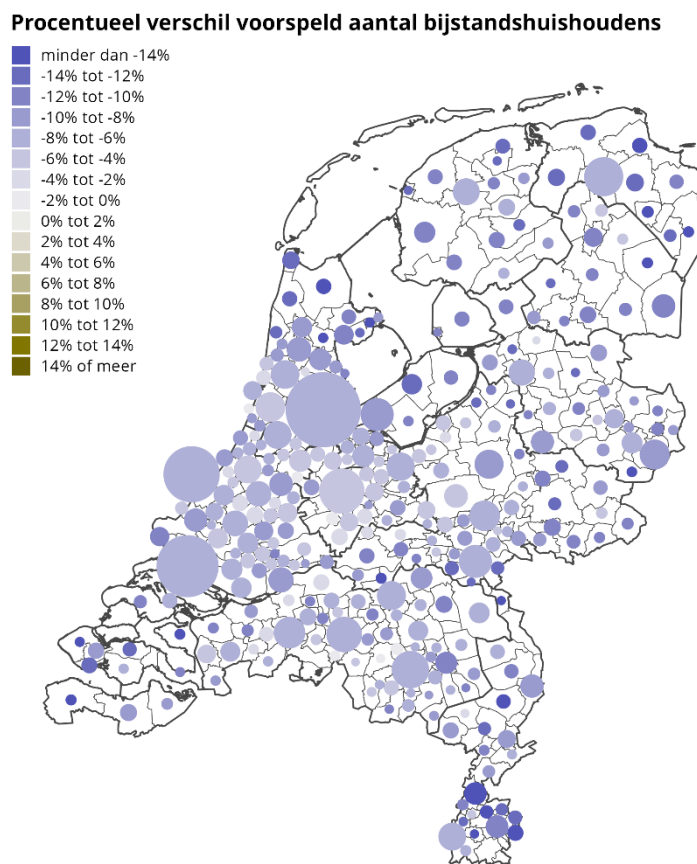 Procentueel verschil voorspeld aantal bijstandshuishoudens
minder dan -14%
-14% tot -12%
-12% tot -10%
-10% tot -8%
-8% tot -6%
-6% tot -4%
-4% tot -2%
-2% tot 0%
0% tot 2%
2% tot 4%
4% tot 6%
6% tot 8%
8% tot 10%
10% tot 12%
12% tot 14%
14% of meer